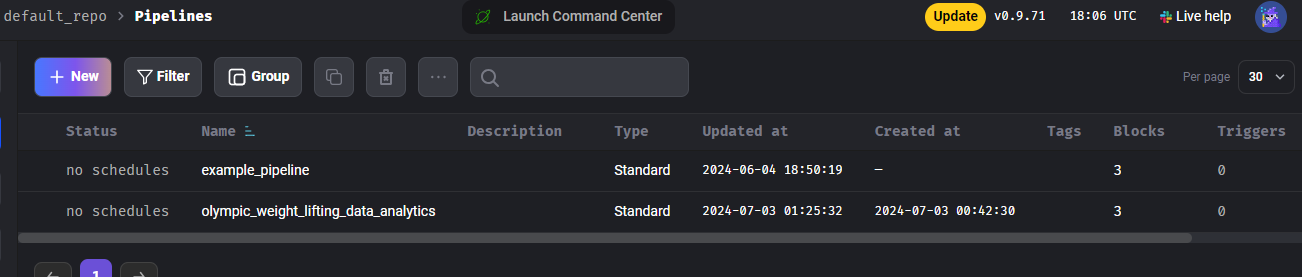 default_repo > Pipelines Launch Command Center Update v0.9.71 18:06 UTC Live help
+ New Filter Group ... Per page 30
Status Name Description Type Updated at Created at Tags Blocks Triggers
no schedules example_pipeline Standard 2024-06-04 18:50:19 — 3 0
no schedules olympic_weight_lifting_data_analytics Standard 2024-07-03 01:25:32 2024-07-03 00:42:30 3 0
← 1 →